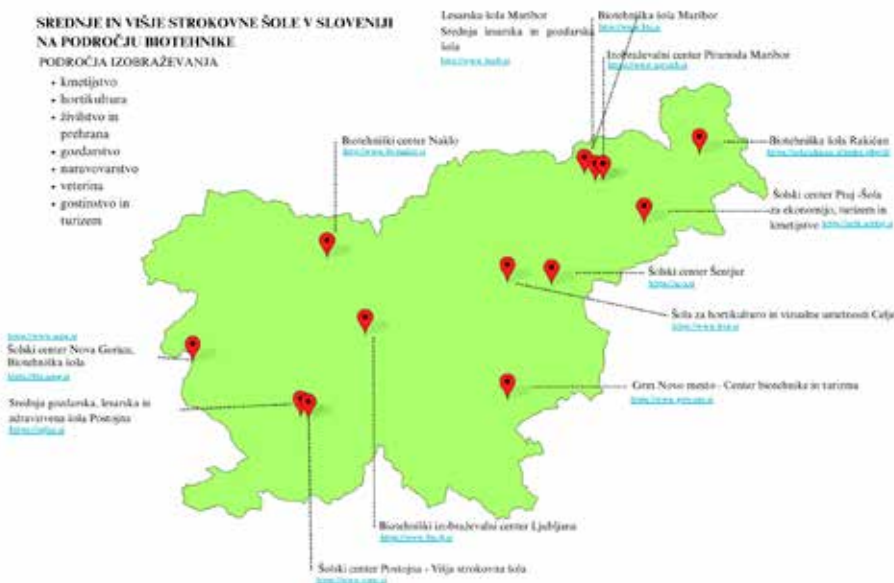 SREDNJE IN VIŠJE STROKOVNE ŠOLE V SLOVENIJI
NA PODROČJU BIOTEHNIKE
PODROČJA IZOBRAŽEVANJA
• kmetijstvo
• hortikultura
• živilstvo in
prehrana
• gozdarstvo
• naravovarstvo
• veterina
• gostinstvo in
turizem
Lesarska šola Maribor
Srednja lesarska in gozdarska
šola
Biotehniška šola Maribor
Izobraževalni center Piramida Maribor
Biotehniški center Naklo
Biotehniška šola Rakičan
Šolski center Ptuj -Šola
za ekonomijo, turizem in
kmetijstvo
Šolski center Šentjur
Šola za hortikulturo in vizualne umetnosti Celje
Šolski center Nova Gorica,
Biotehniška šola
Grm Novo mesto - Center biotehnike in turizma
Srednja gozdarska, lesarska in
zdravstvena šola Postojna
Biotehniški izobraževalni center Ljubljana
Šolski center Postojna - Višja strokovna šola